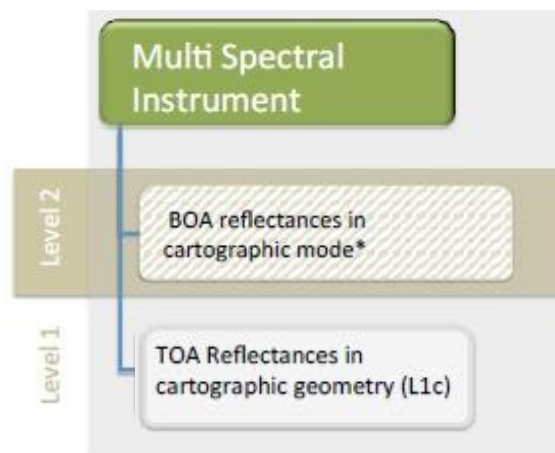 Multi Spectral
Instrument
Level 2
BOA reflectances in
cartographic mode*
Level 1
TOA Reflectances in
cartographic geometry (L1c)